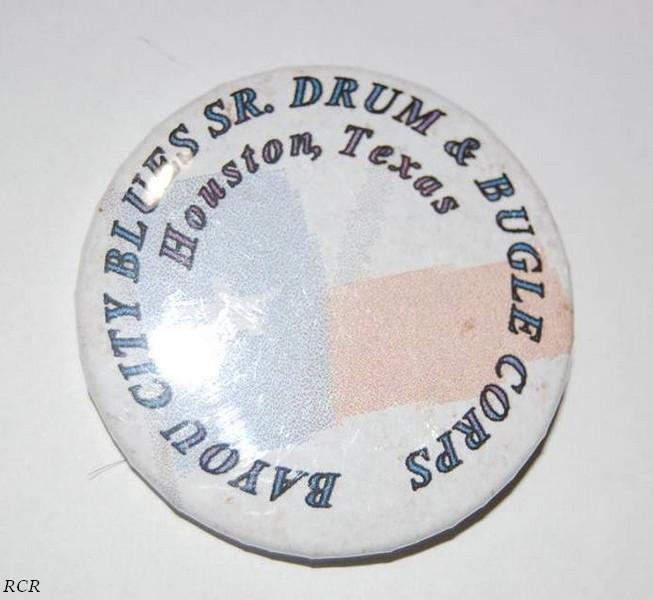 BAYOU CITY BLUES SR. DRUM & BUGLE CORPS
Houston, Texas
RCR